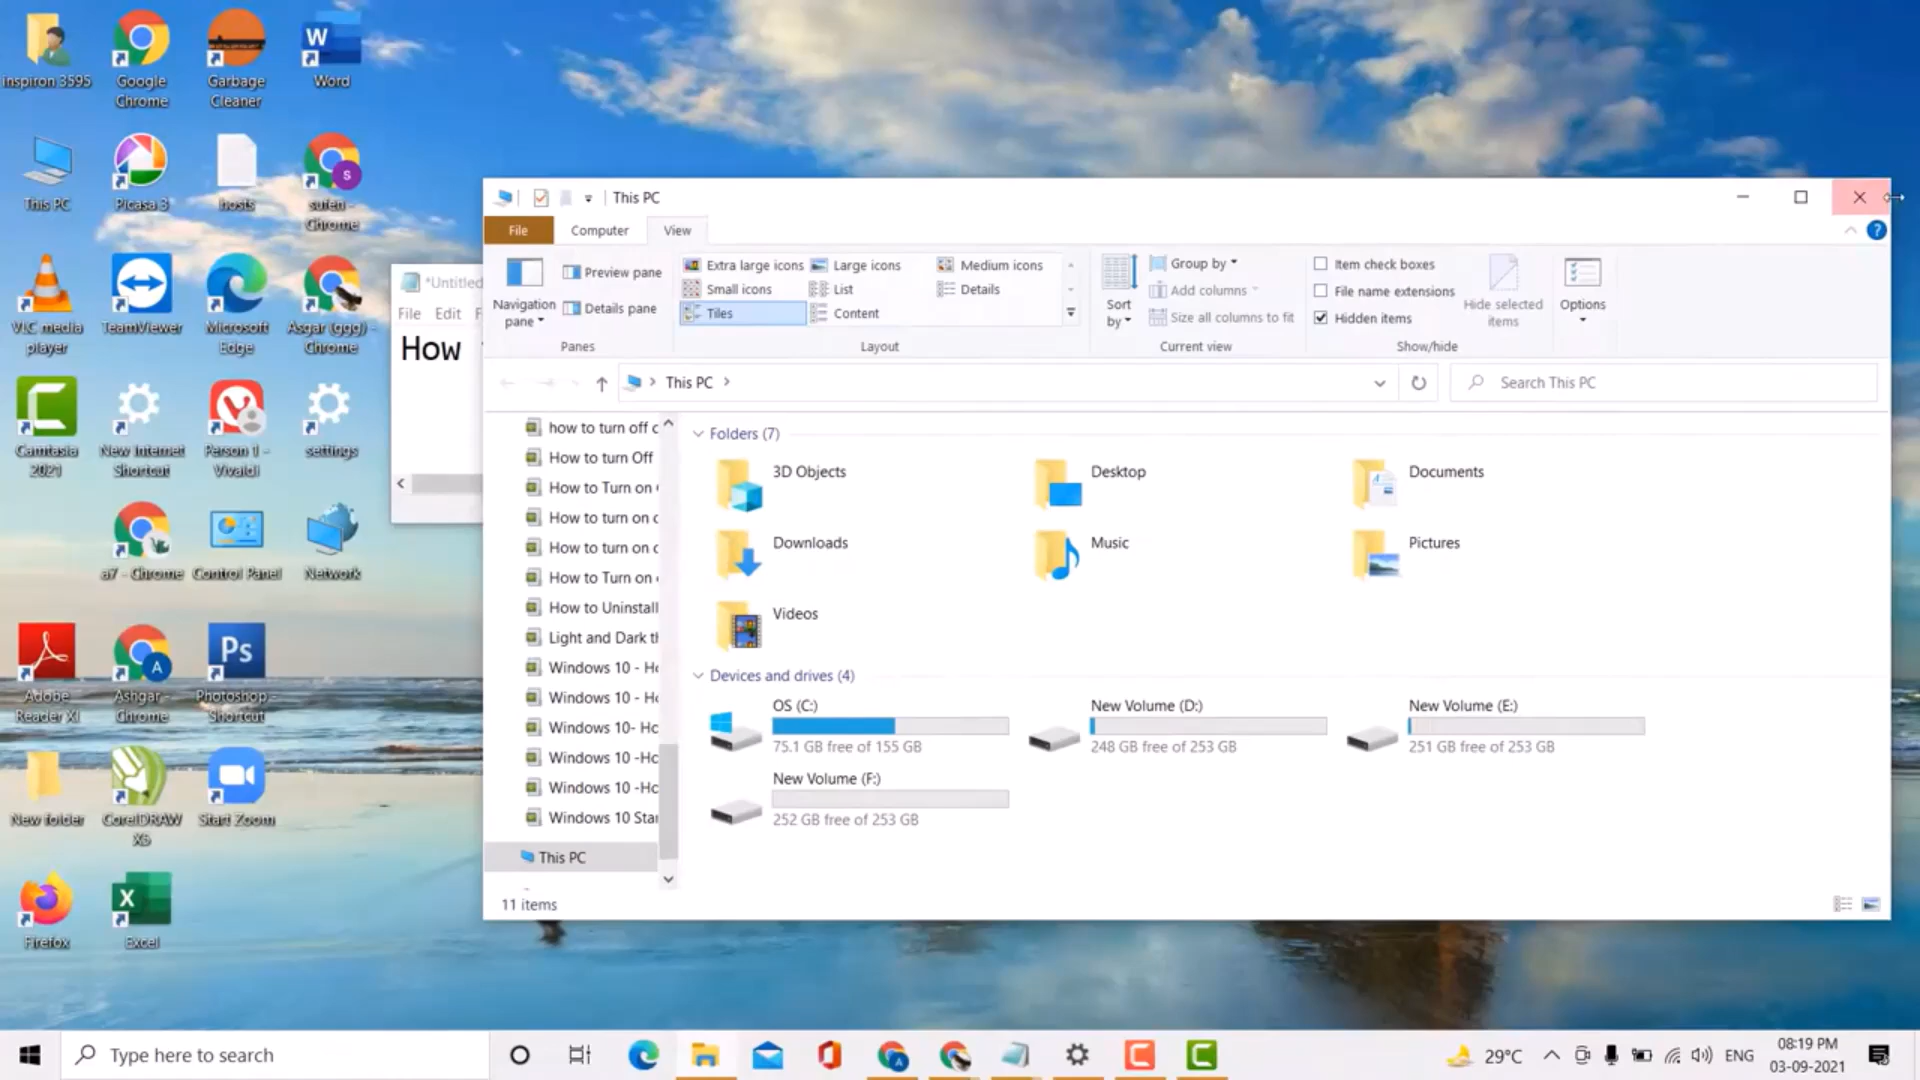 inspiron 3595
Google
Chrome
Garbage
Cleaner
Word
This PC
Picasa 3
hosts
sufen -
Chrome
VLC media
player
TeamViewer
Microsoft
Edge
Asgar (ggg) -
Chrome
Camtasia
2021
New Internet
Shortcut
Person 1 -
Vivaldi
settings
a7 - Chrome
Control Panel
Network
Adobe
Reader XI
Ashgar -
Chrome
Photoshop -
Shortcut
New folder
CorelDRAW
X5
Start Zoom
Firefox
Excel
*Untitled
File Edit
How
This PC
File Computer View
Navigation
pane
Preview pane
Details pane
Panes
Extra large icons Large icons Medium icons
Small icons List Details
Tiles Content
Layout
Sort
by
Group by
Add columns
Size all columns to fit
Current view
Item check boxes
File name extensions
Hidden items
Hide selected
items
Show/hide
Options
This PC
Search This PC
how to turn off
How to turn Off
How to Turn on
How to turn on
How to turn on
How to Turn on
How to Uninstall
Light and Dark
Windows 10 -
Windows 10 -
Windows 10-
Windows 10 -
Windows 10 -
Windows 10
This PC
Folders (7)
3D Objects Desktop Documents
Downloads Music Pictures
Videos
Devices and drives (4)
OS (C:) New Volume (D:) New Volume (E:)
75.1 GB free of 155 GB 248 GB free of 253 GB 251 GB free of 253 GB
New Volume (F:)
252 GB free of 253 GB
11 items
Type here to search
29°C
ENG
08:19 PM
03-09-2021